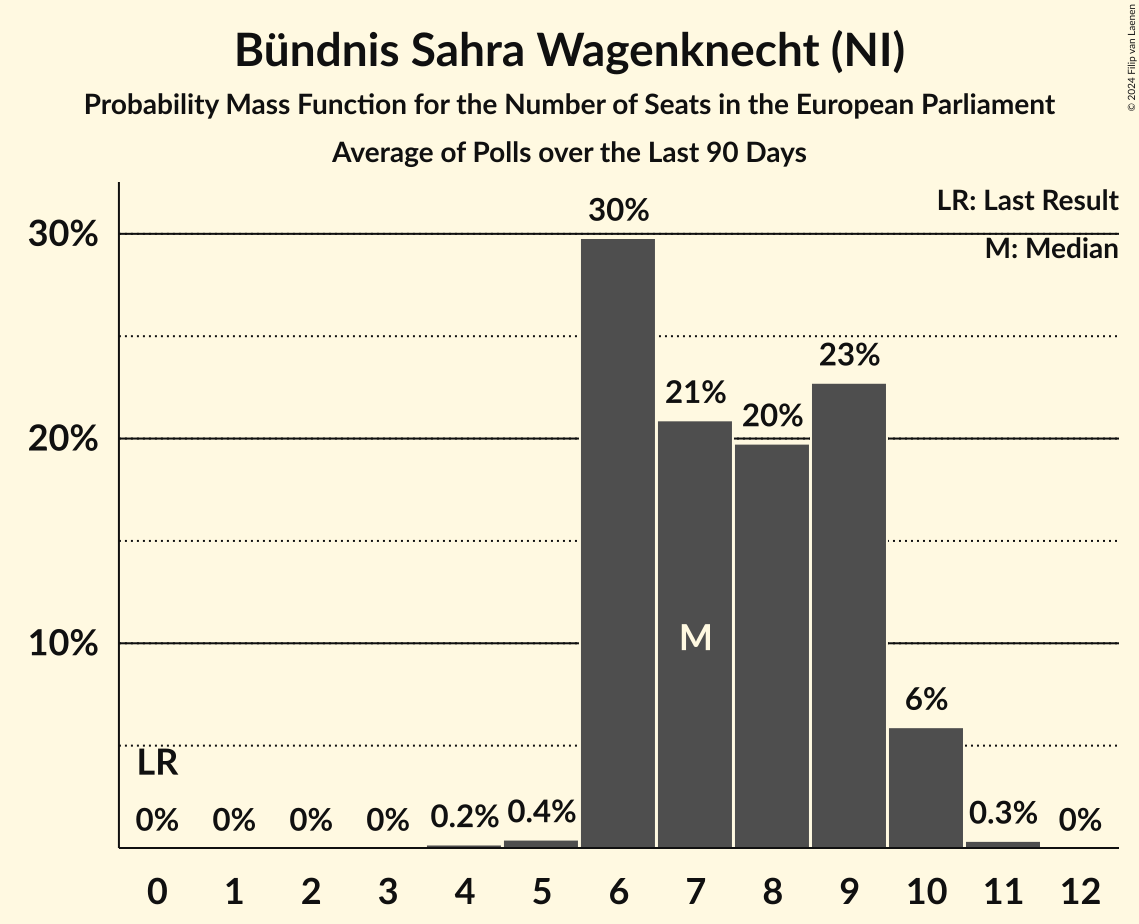 Bündnis Sahra Wagenknecht (NI)
Probability Mass Function for the Number of Seats in the European Parliament
Average of Polls over the Last 90 Days
© 2024 Filip van Laenen
LR: Last Result
M: Median
30%
20%
10%
30%
21%
20%
23%
6%
M
LR
0%
0%
0%
0%
0.2%
0.4%
0.3%
0%
0 1 2 3 4 5 6 7 8 9 10 11 12